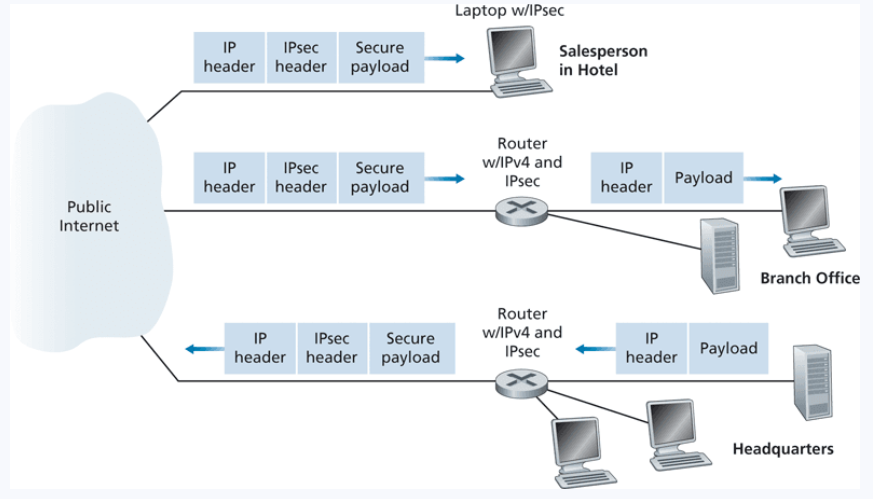 Laptop w/IPsec
IP header
IPsec header
Secure payload
Salesperson
in Hotel
Public
Internet
IP header
IPsec header
Secure payload
Router
w/IPv4 and
IPsec
IP header
Payload
Branch Office
IP header
IPsec header
Secure payload
Router
w/IPv4 and
IPsec
IP header
Payload
Headquarters